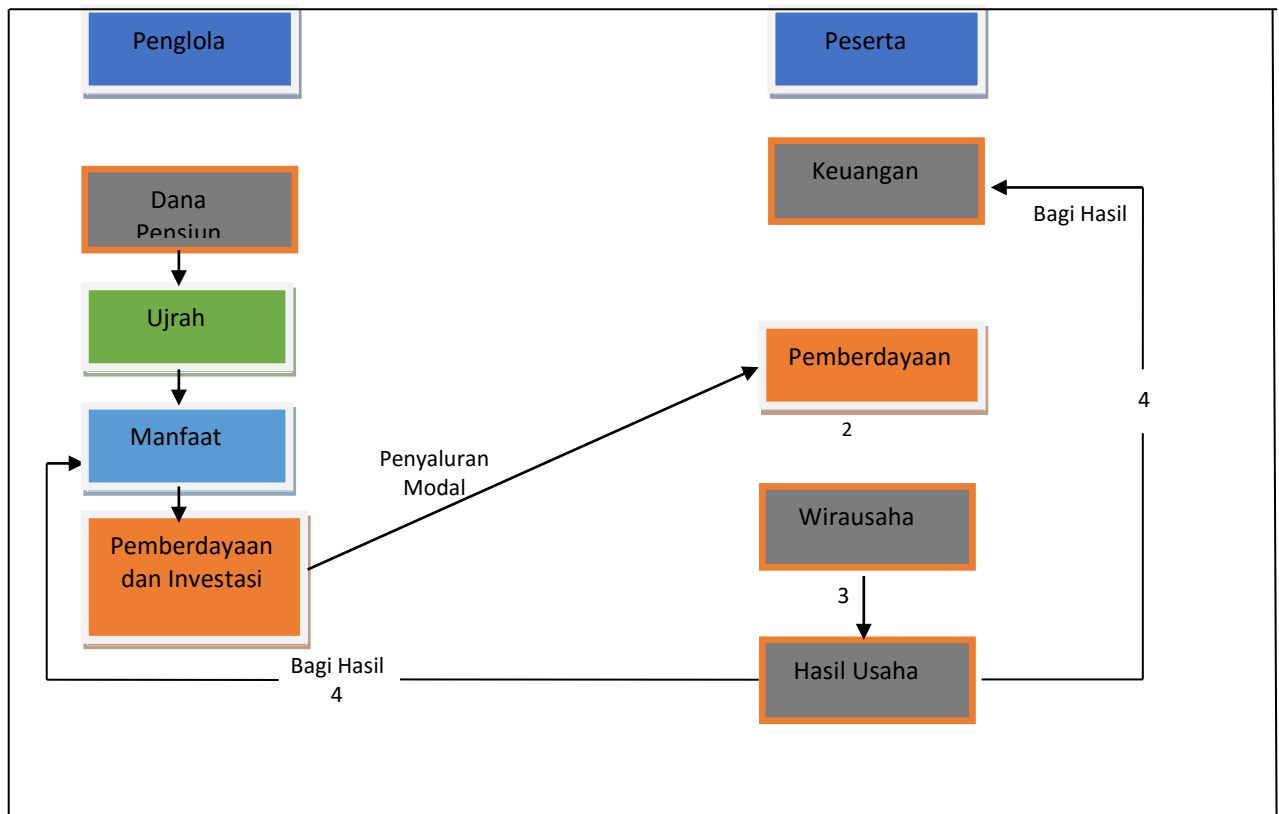 Penglola
Peserta
Dana
Pensiun
Keuangan
Bagi Hasil
Ujrah
Pemberdayaan
2
4
Manfaat
Penyaluran
Modal
Wirausaha
Pemberdayaan
dan Investasi
3
Bagi Hasil
4
Hasil Usaha